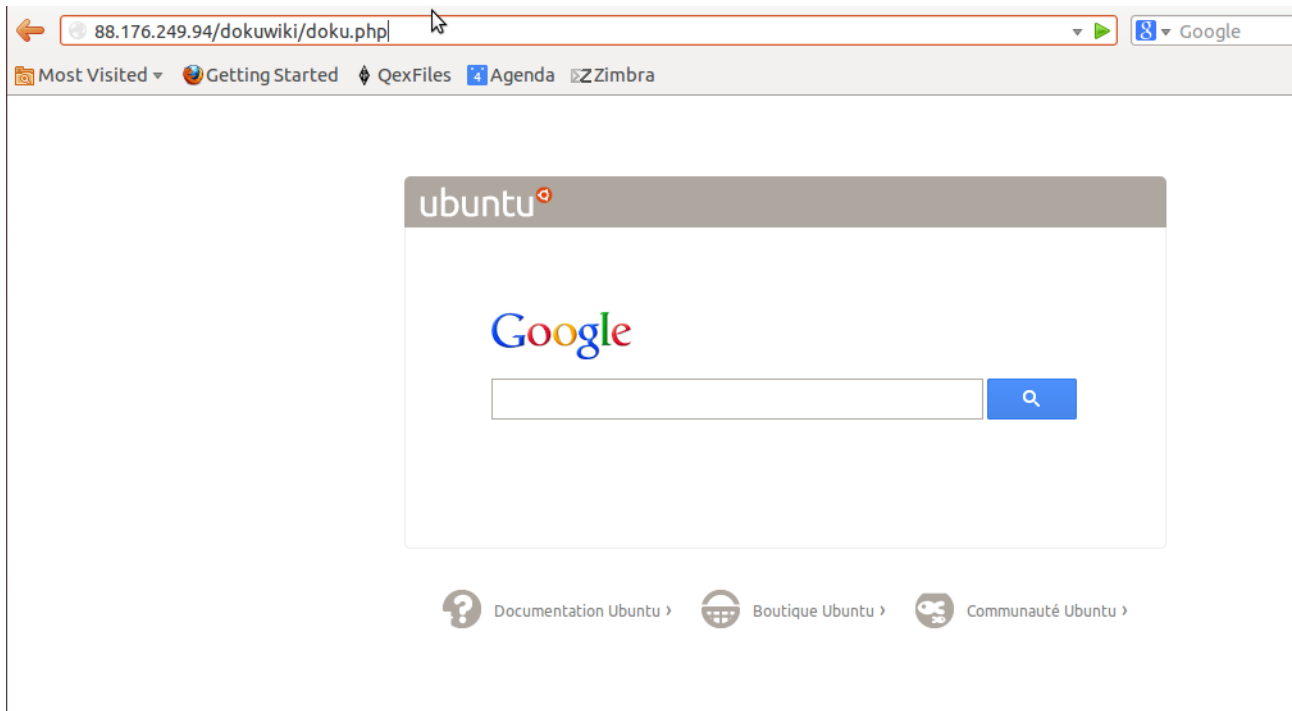 88.176.249.94/dokuwiki/doku.php Google
Most Visited Getting Started QexFiles 4 Agenda Zimbra
ubuntu
Google
Documentation Ubuntu › Boutique Ubuntu › Communauté Ubuntu ›